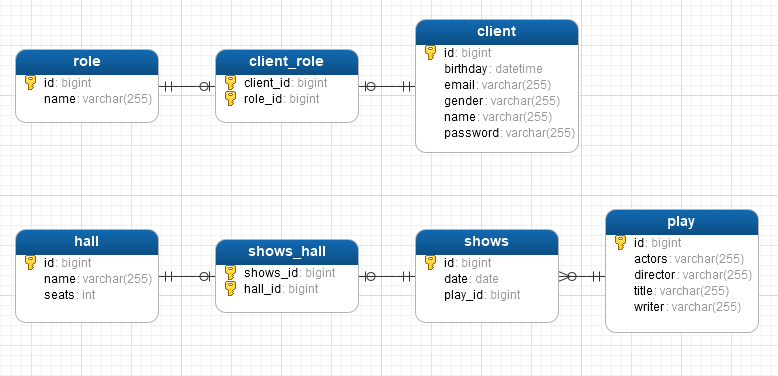 role
id: bigint
name: varchar(255)
client_role
client_id: bigint
role_id: bigint
client
id: bigint
birthday: datetime
email: varchar(255)
gender: varchar(255)
name: varchar(255)
password: varchar(255)
hall
id: bigint
name: varchar(255)
seats: int
shows_hall
shows_id: bigint
hall_id: bigint
shows
id: bigint
date: date
play_id: bigint
play
id: bigint
actors: varchar(255)
director: varchar(255)
title: varchar(255)
writer: varchar(255)